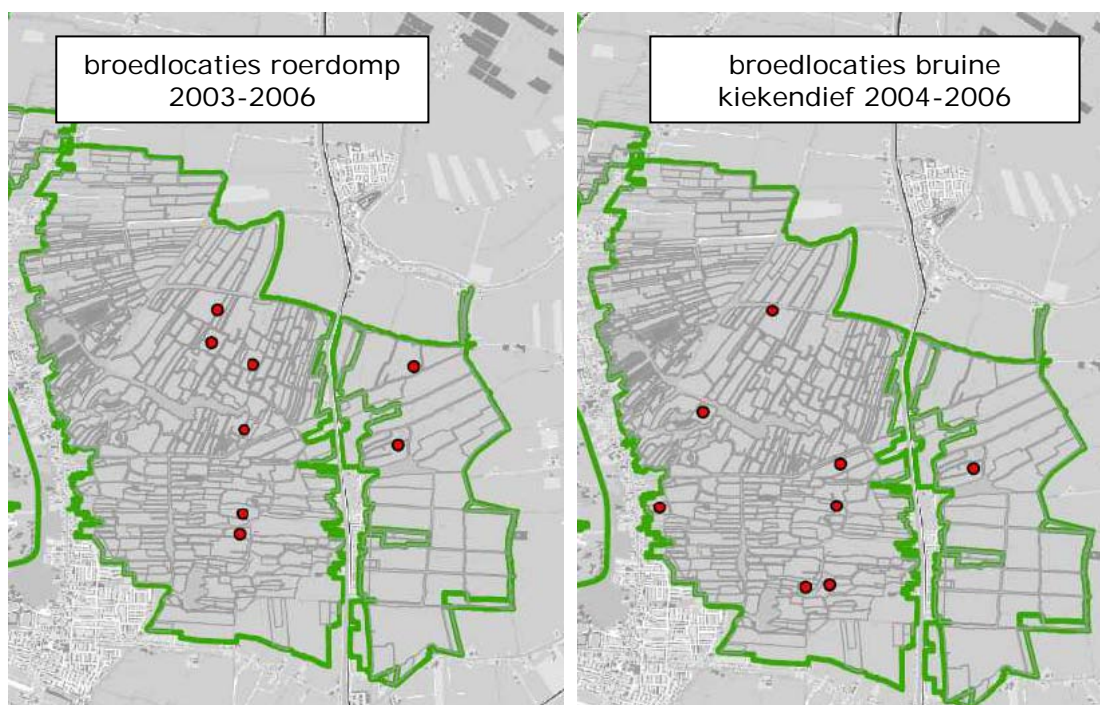 broedlocaties roerdomp
2003-2006
broedlocaties bruine
kiekendief 2004-2006